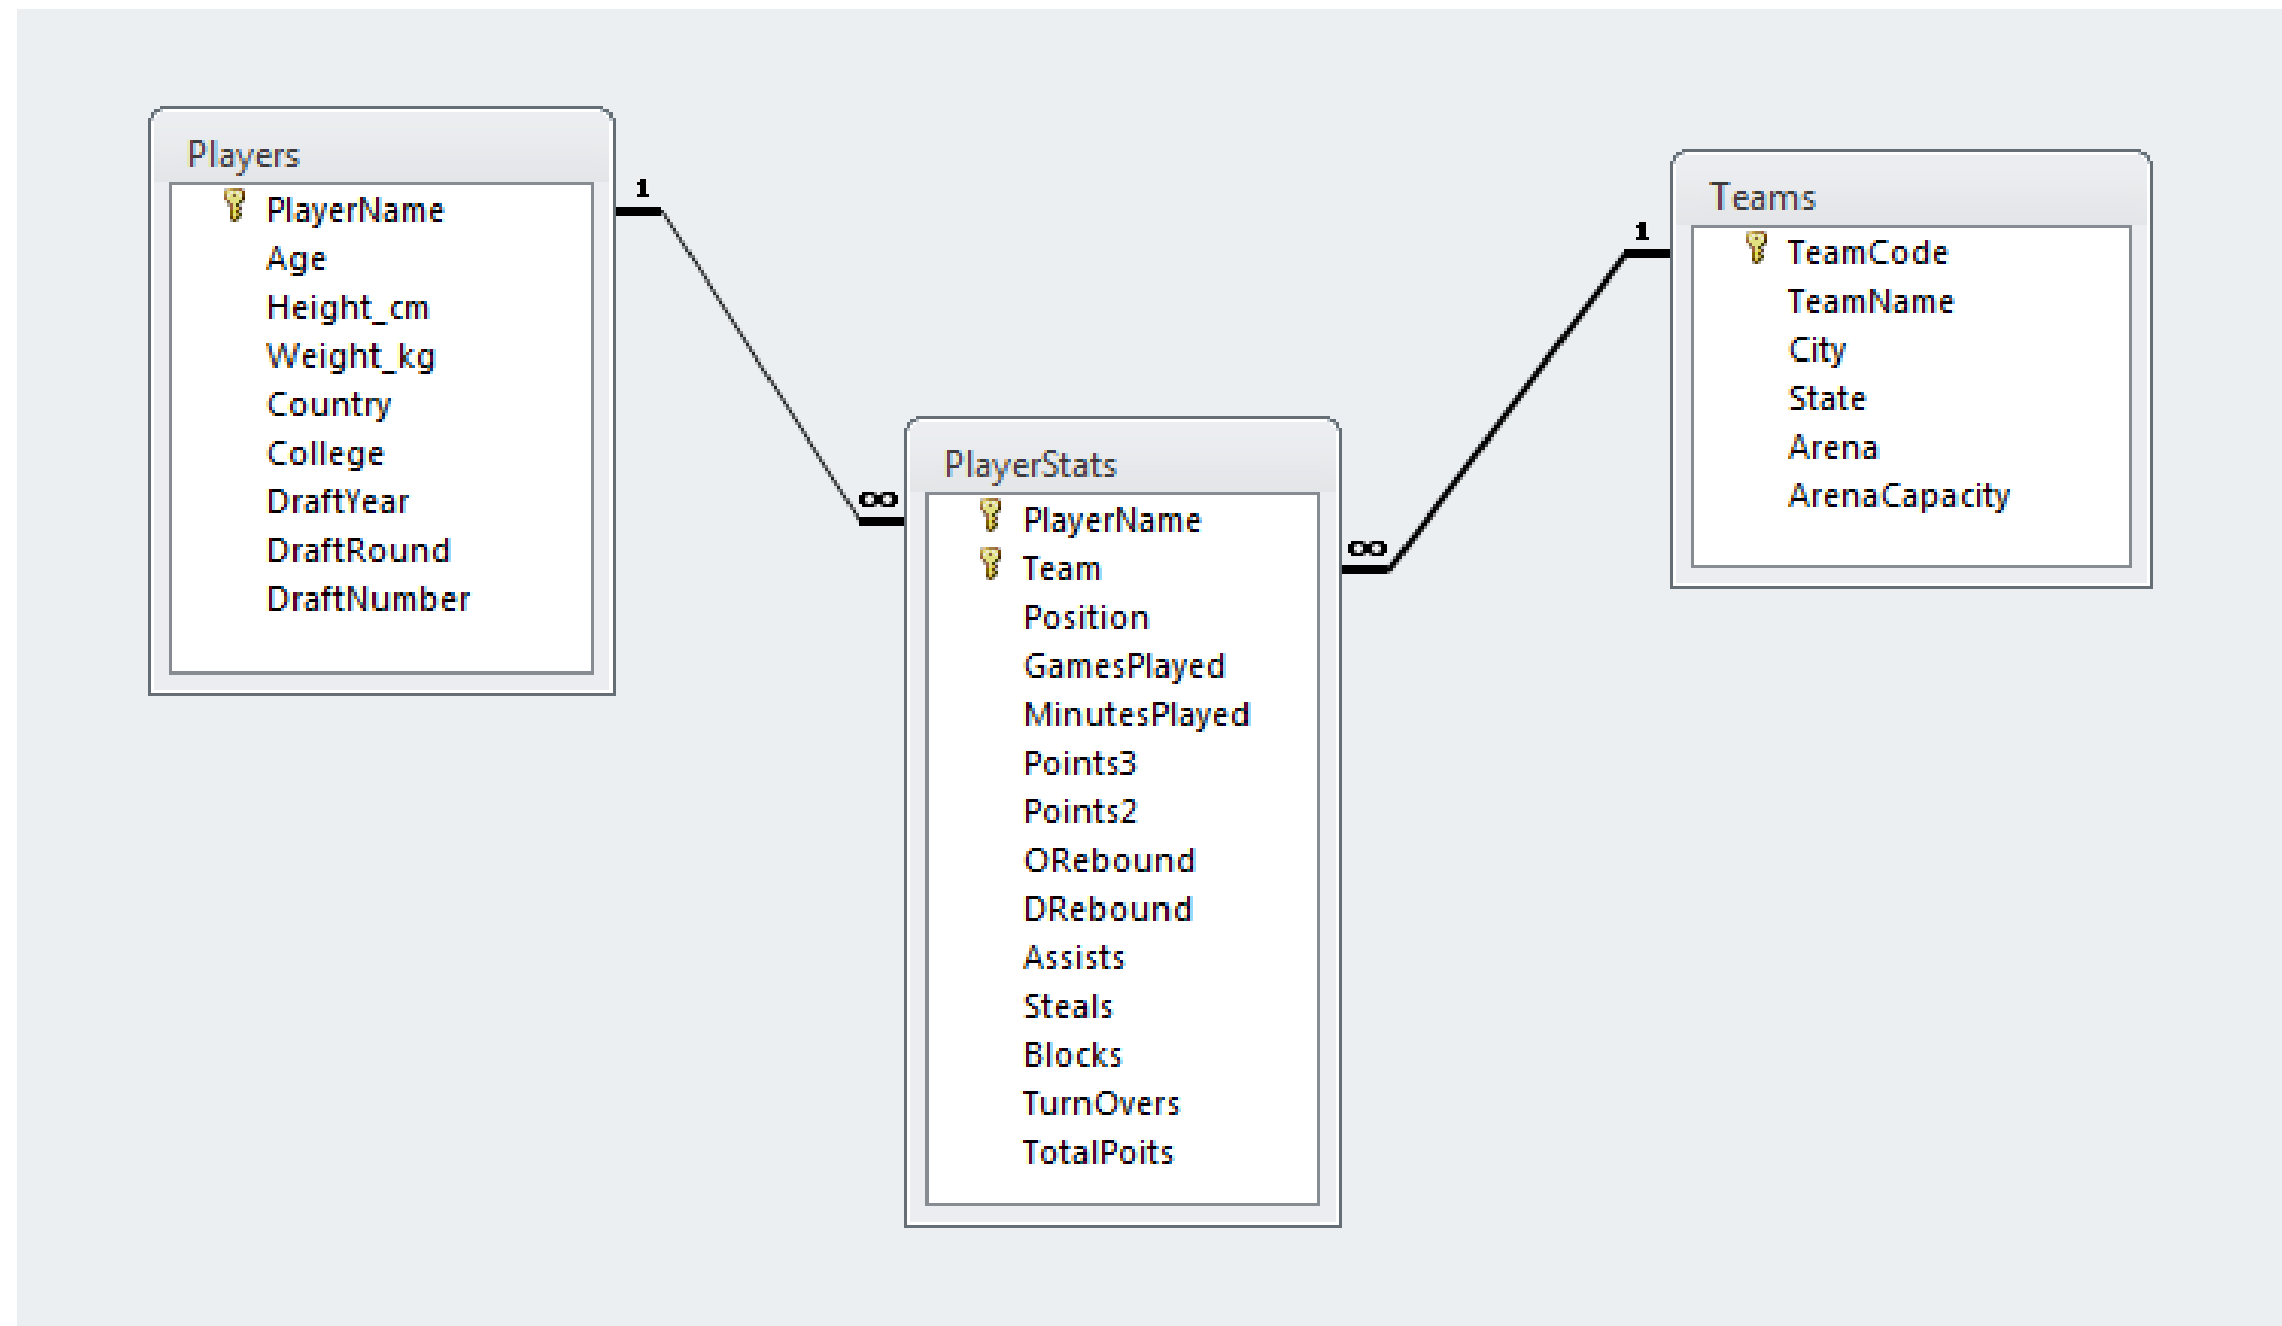 Players
PlayerName
Age
Height_cm
Weight_kg
Country
College
DraftYear
DraftRound
DraftNumber
1
∞
PlayerStats
PlayerName
Team
Position
GamesPlayed
MinutesPlayed
Points3
Points2
ORebound
DRebound
Assists
Steals
Blocks
TurnOvers
TotalPoits
∞
1
Teams
TeamCode
TeamName
City
State
Arena
ArenaCapacity